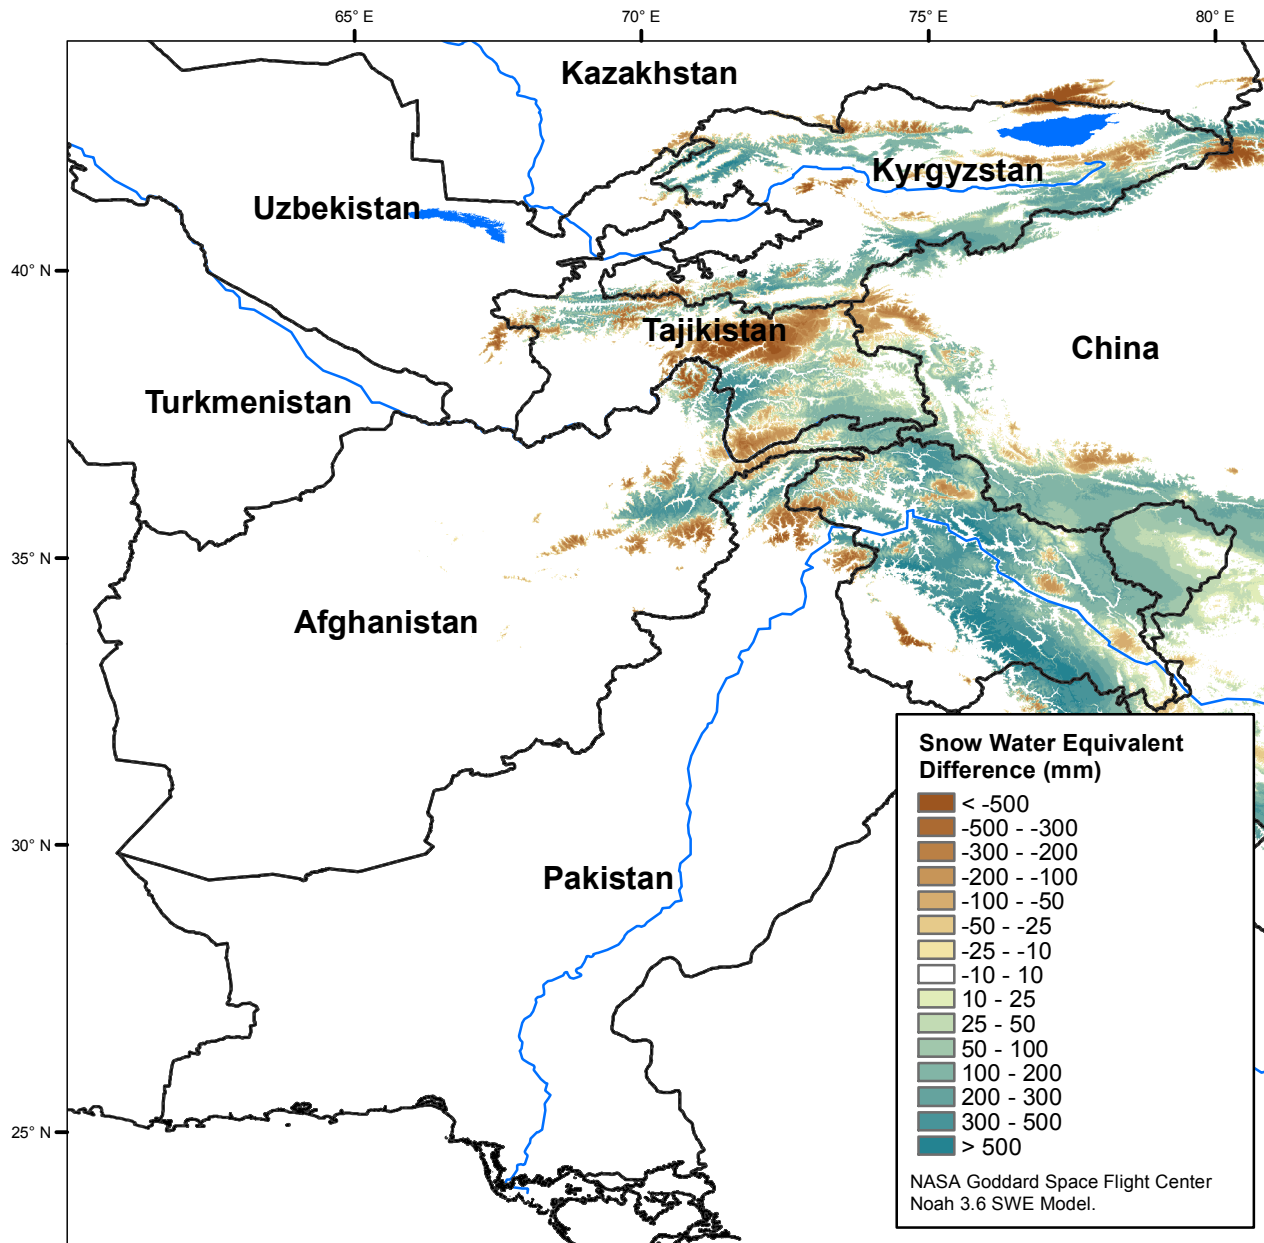 65° E
70° E
75° E
80° E
Kazakhstan
Kyrgyzstan
Uzbekistan
40° N
Tajikistan
China
Turkmenistan
35° N
Afghanistan
Snow Water Equivalent
Difference (mm)
< -500
-500 - -300
-300 - -200
-200 - -100
-100 - -50
-50 - -25
-25 - -10
-10 - 10
10 - 25
25 - 50
50 - 100
100 - 200
200 - 300
300 - 500
> 500
NASA Goddard Space Flight Center
Noah 3.6 SWE Model.
30° N
Pakistan
25° N